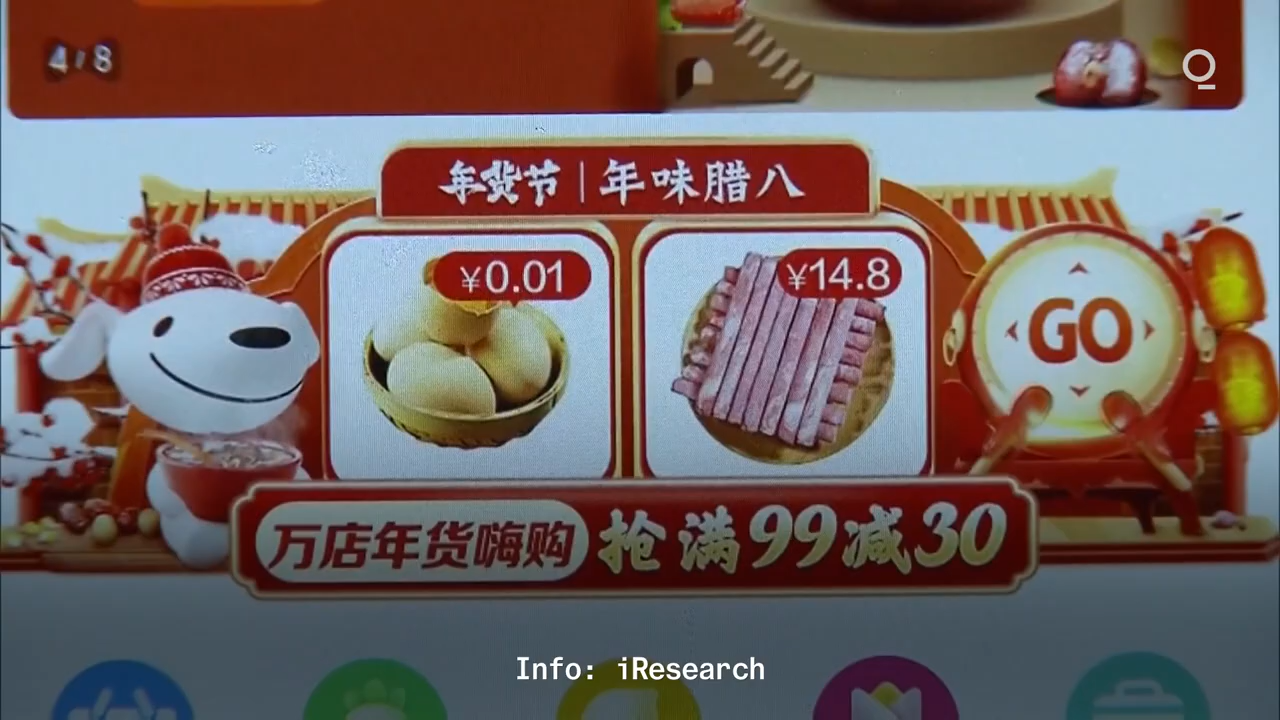 4/8
年货节|年味腊八
¥0.01
¥14.8
GO
万店年货嗨购 抢满99减30
Info: iResearch